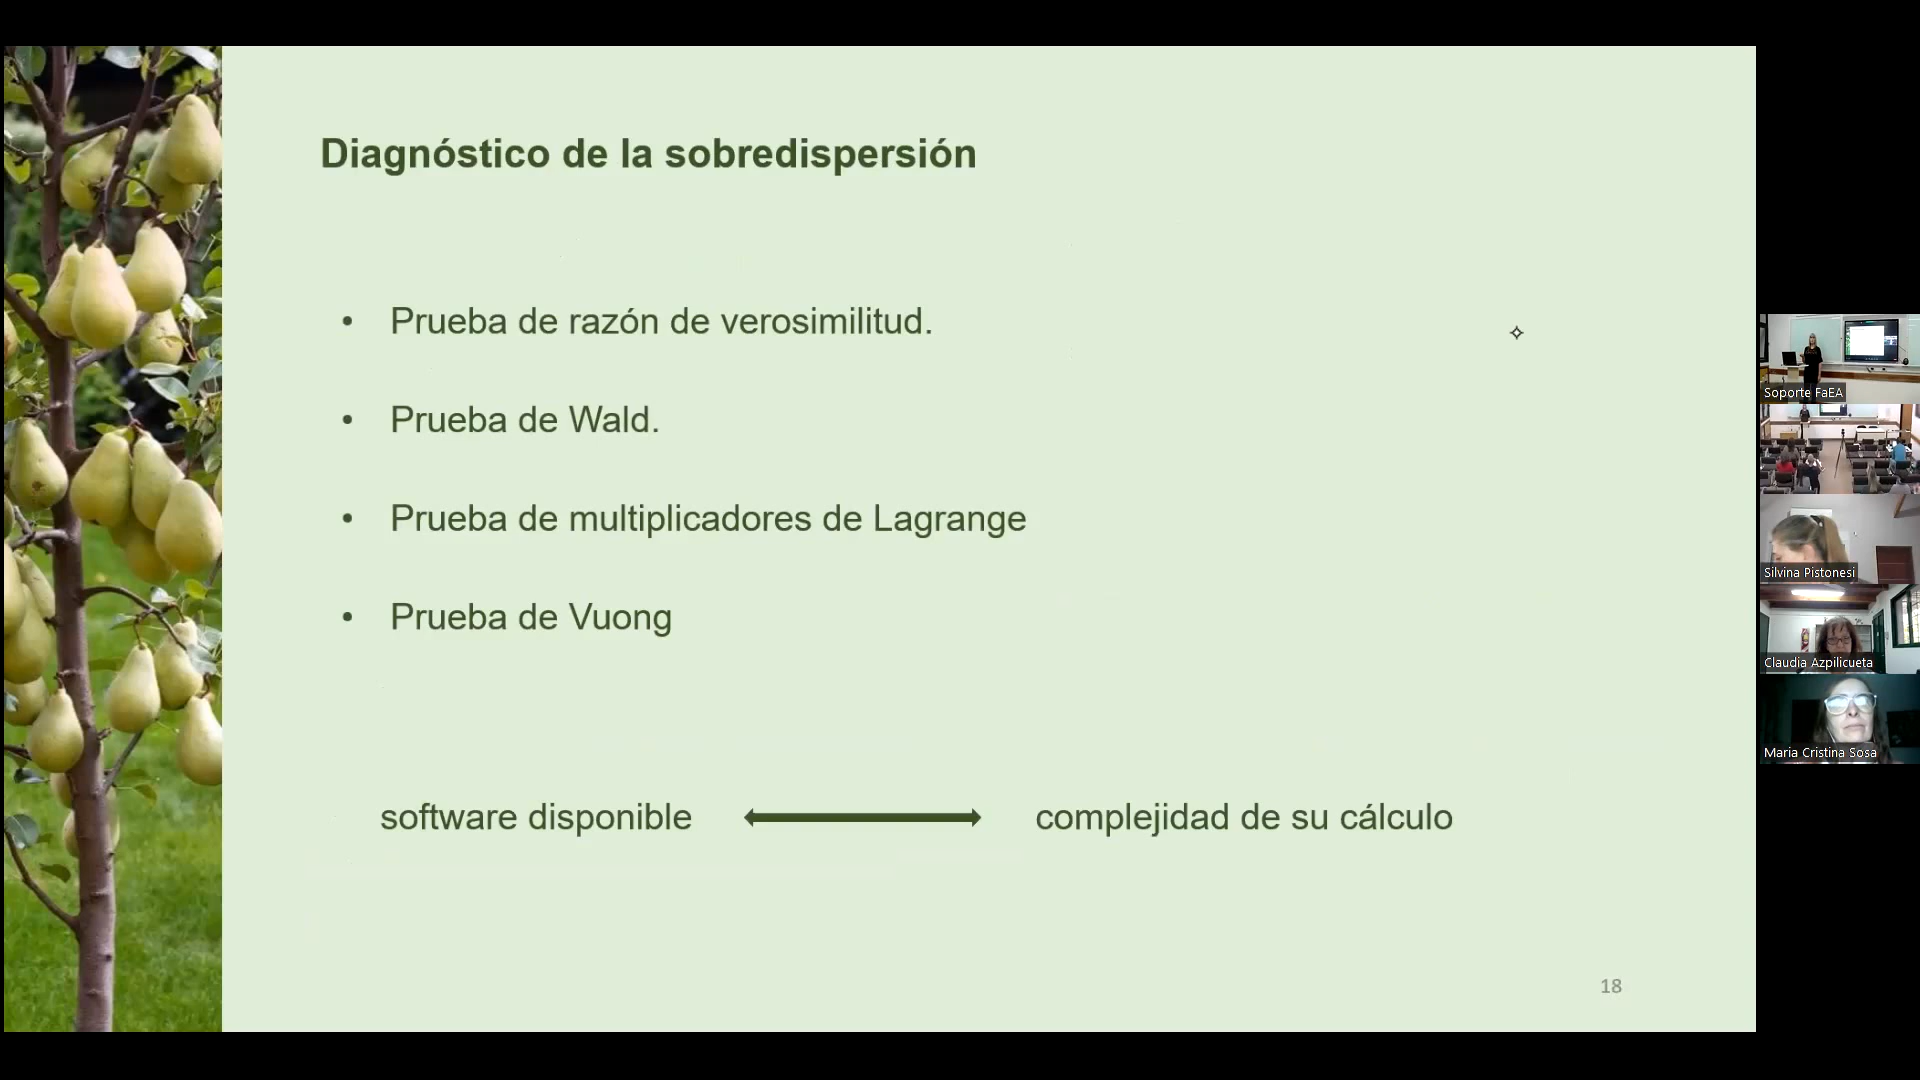 Diagnóstico de la sobredispersión
• Prueba de razón de verosimilitud.
• Prueba de Wald.
• Prueba de multiplicadores de Lagrange
• Prueba de Vuong
software disponible
complejidad de su cálculo
18
Soporte FaEA
Silvina Pistonesi
Claudia Azpilicueta
Maria Cristina Sosa